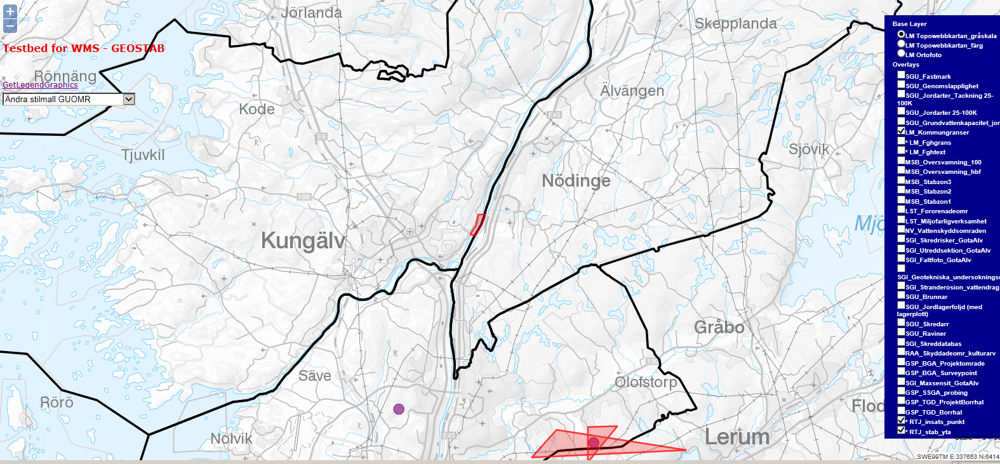 +
−
Testbed for WMS - GEOSTAB
GetLegendGraphics
Ändra stilmall GUOMR
Jörlanda
Skepplanda
Rönnäng
Älvängen
Kode
E45
E6
Tjuvkil
Sjövik
Nödinge
168
Kungälv
Gråbo
190
Säve
Olofstorp
Rörö
Nolvik
E45
Lerum
Base Layer
LM Topowebbkartan_gråskala
LM Topowebbkartan_färg
LM Ortofoto
Overlays
SGU_Fastmark
SGU_Genomslapplighet
SGU_Jordarter_Tackning 25-
100K
SGU_Jordarter 25-100K
SGU_Grundvattenkapacitet_jor
LM_Kommungranser
* LM_Fghgrans
* LM_Fghtext
MSB_Oversvamning_100
MSB_Oversvamning_hbf
MSB_Stabzon3
MSB_Stabzon2
MSB_Stabzon1
LST_Fororenadeomr
LST_Miljofarligverksamhet
NV_Vattenskyddsomraden
SGI_Skredrisker_GotaAlv
SGI_Utreddsektion_GotaAlv
SGI_Faltfoto_GotaAlv
SGI_Geotekniska_undersoknings
SGI_Stranderosion_vattendrag
SGU_Brunnar
SGU_Jordlagerfoljd (med
lagerplott)
SGU_Skredarr
SGU_Raviner
SGI_Skreddatabas
RAA_Skyddadeomr_kulturarv
GSP_BGA_Projektomrade
GSP_BGA_Surveypoint
SGI_Maxsensit_GotaAlv
GSP_SSGA_probing
GSP_TGD_ProjektBorrhal
GSP_TGD_Borrhal
* RTJ_insats_punkt
* RTJ_stab_yta
SWE99TM E:337653 N:6414